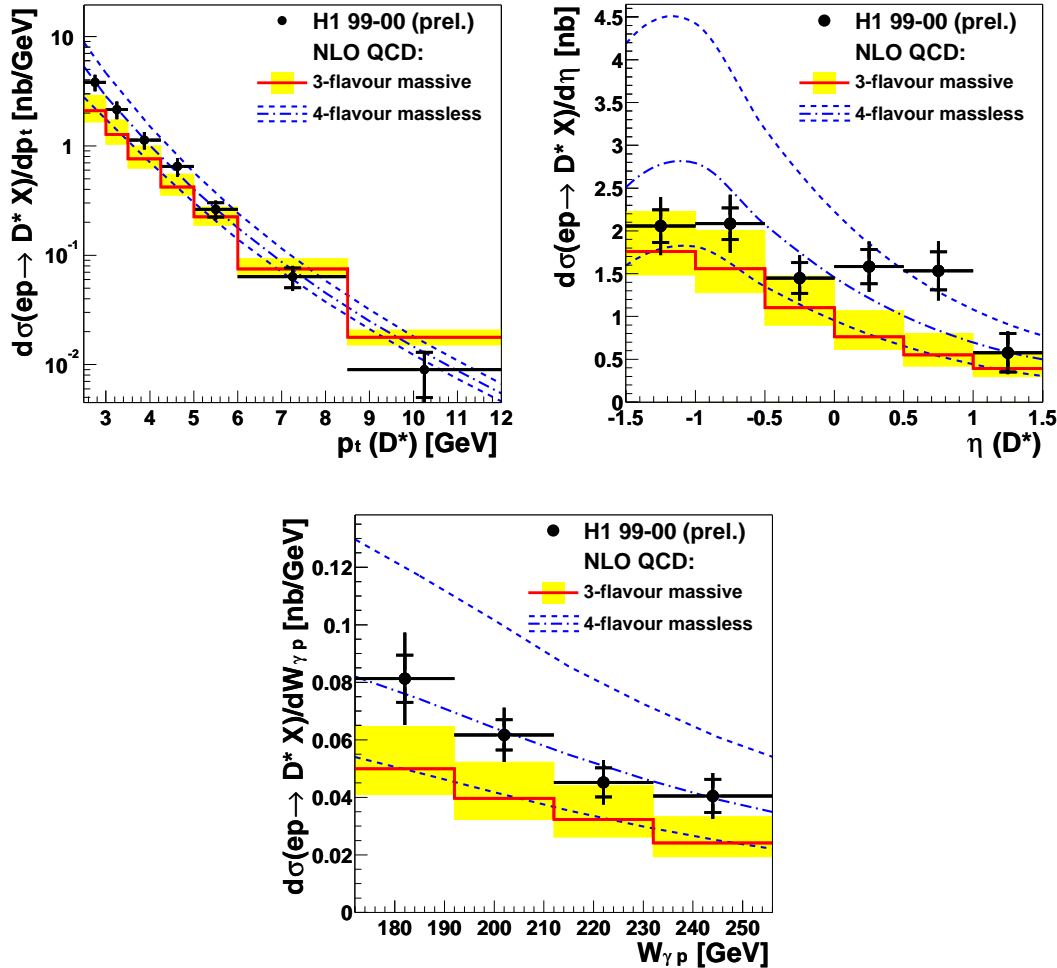 dσ(ep→ D* X)/dpt [nb/GeV]
10
1
10-1
10-2
H1 99-00 (prel.)
NLO QCD:
3-flavour massive
4-flavour massless
3 4 5 6 7 8 9 10 11 12
pt (D*) [GeV]
dσ(ep→ D* X)/dη [nb]
4.5
4
3.5
3
2.5
2
1.5
1
0.5
0
H1 99-00 (prel.)
NLO QCD:
3-flavour massive
4-flavour massless
-1.5 -1 -0.5 0 0.5 1 1.5
η (D*)
dσ(ep→ D* X)/dWγ p [nb/GeV]
0.12
0.1
0.08
0.06
0.04
0.02
0
H1 99-00 (prel.)
NLO QCD:
3-flavour massive
4-flavour massless
180 190 200 210 220 230 240 250
Wγ p [GeV]